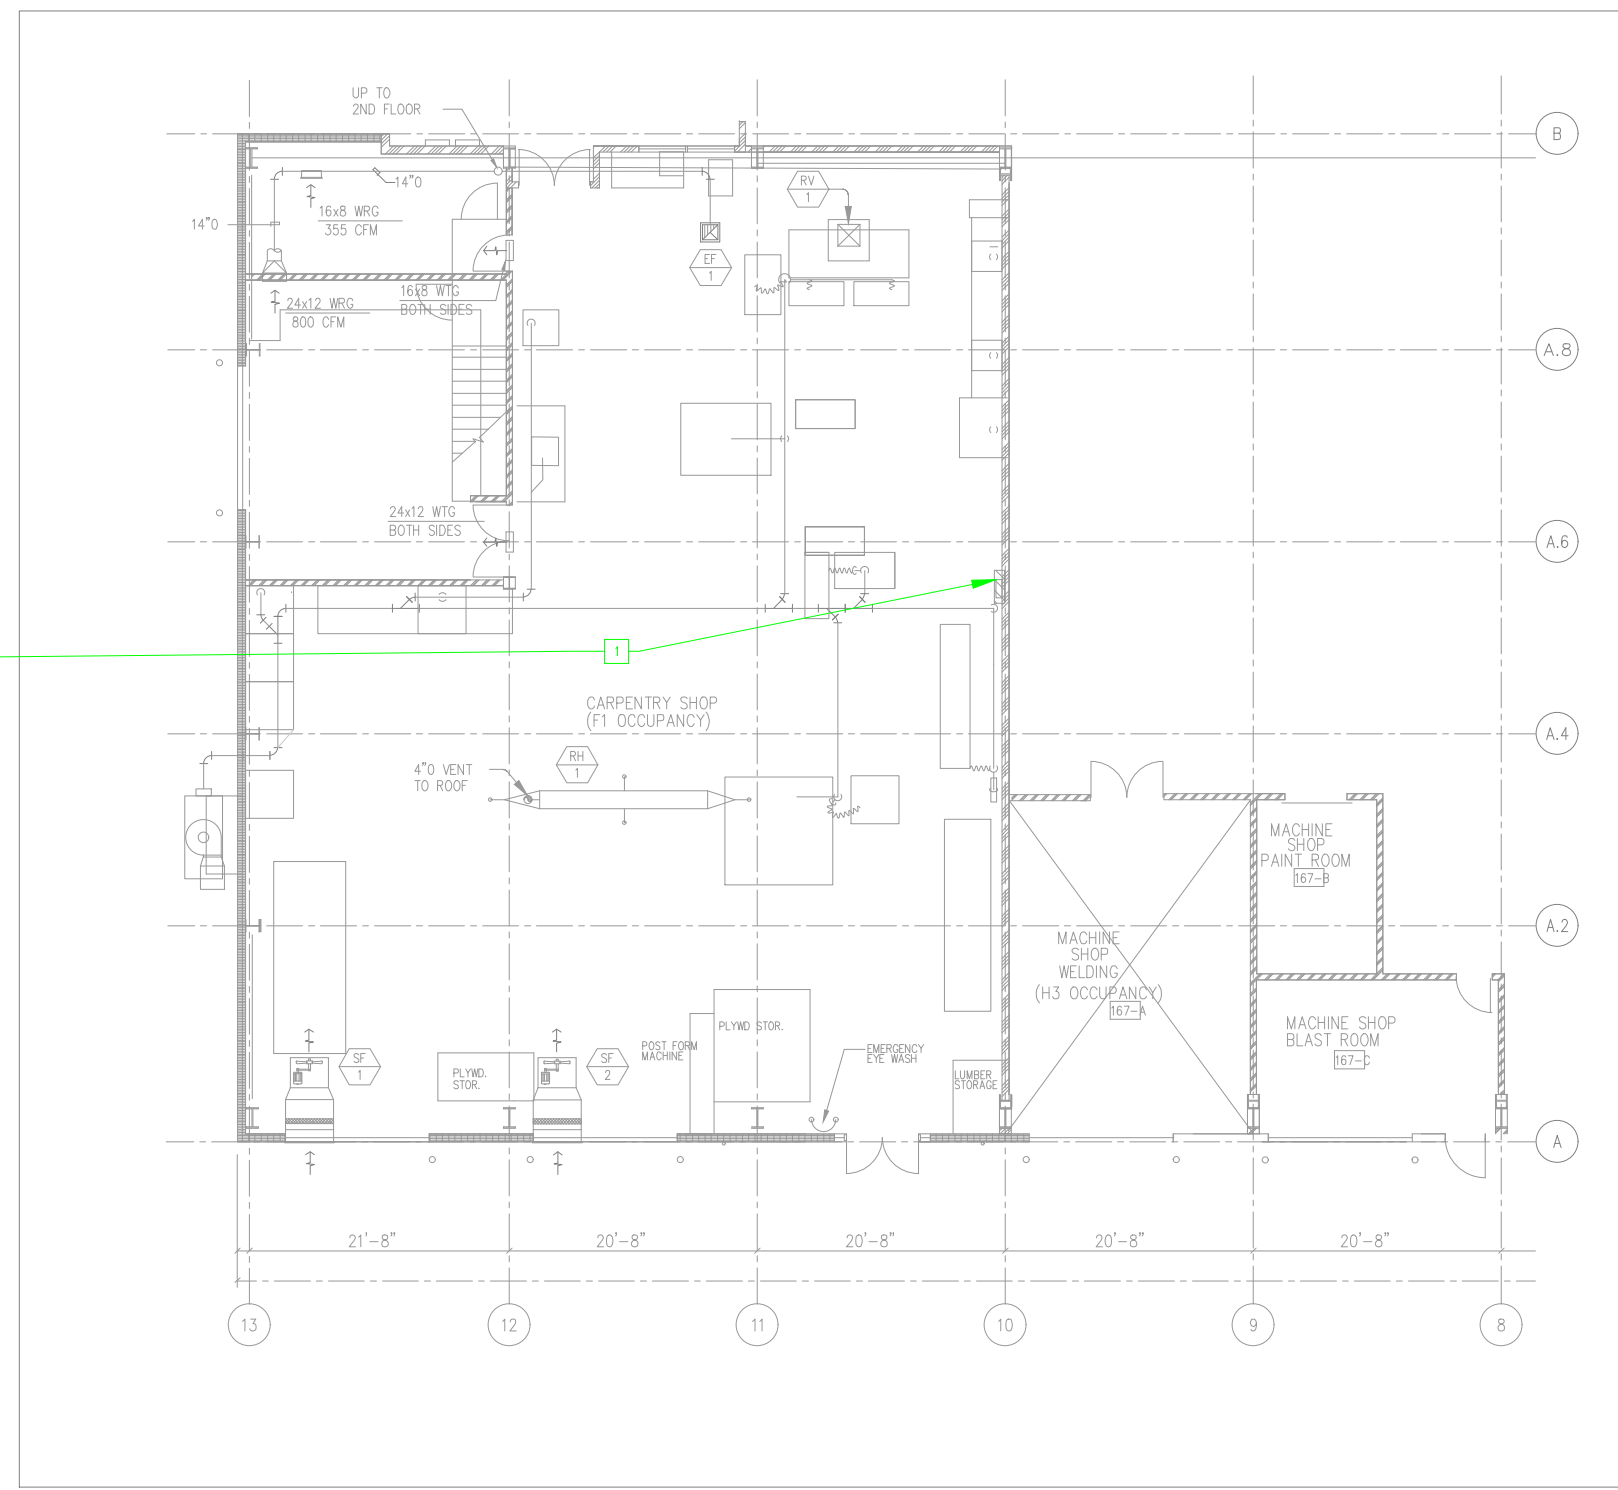 UP TO
2ND FLOOR
B
14"0
16x8 WRG
355 CFM
14"0
RV
1
EF
1
24x12 WRG
800 CFM
16x8 WTG
BOTH SIDES
A.8
24x12 WTG
BOTH SIDES
A.6
1
CARPENTRY SHOP
(F1 OCCUPANCY)
A.4
4"0 VENT
TO ROOF
RH
1
MACHINE
SHOP
PAINT ROOM
167-B
A.2
MACHINE
SHOP
WELDING
(H3 OCCUPANCY)
167-A
MACHINE SHOP
BLAST ROOM
167-C
PLYWD STOR.
POST FORM
MACHINE
EMERGENCY
EYE WASH
SF
1
SF
2
PLYWD.
STOR.
LUMBER
STORAGE
A
21'-8"
20'-8"
20'-8"
20'-8"
20'-8"
13
12
11
10
9
8